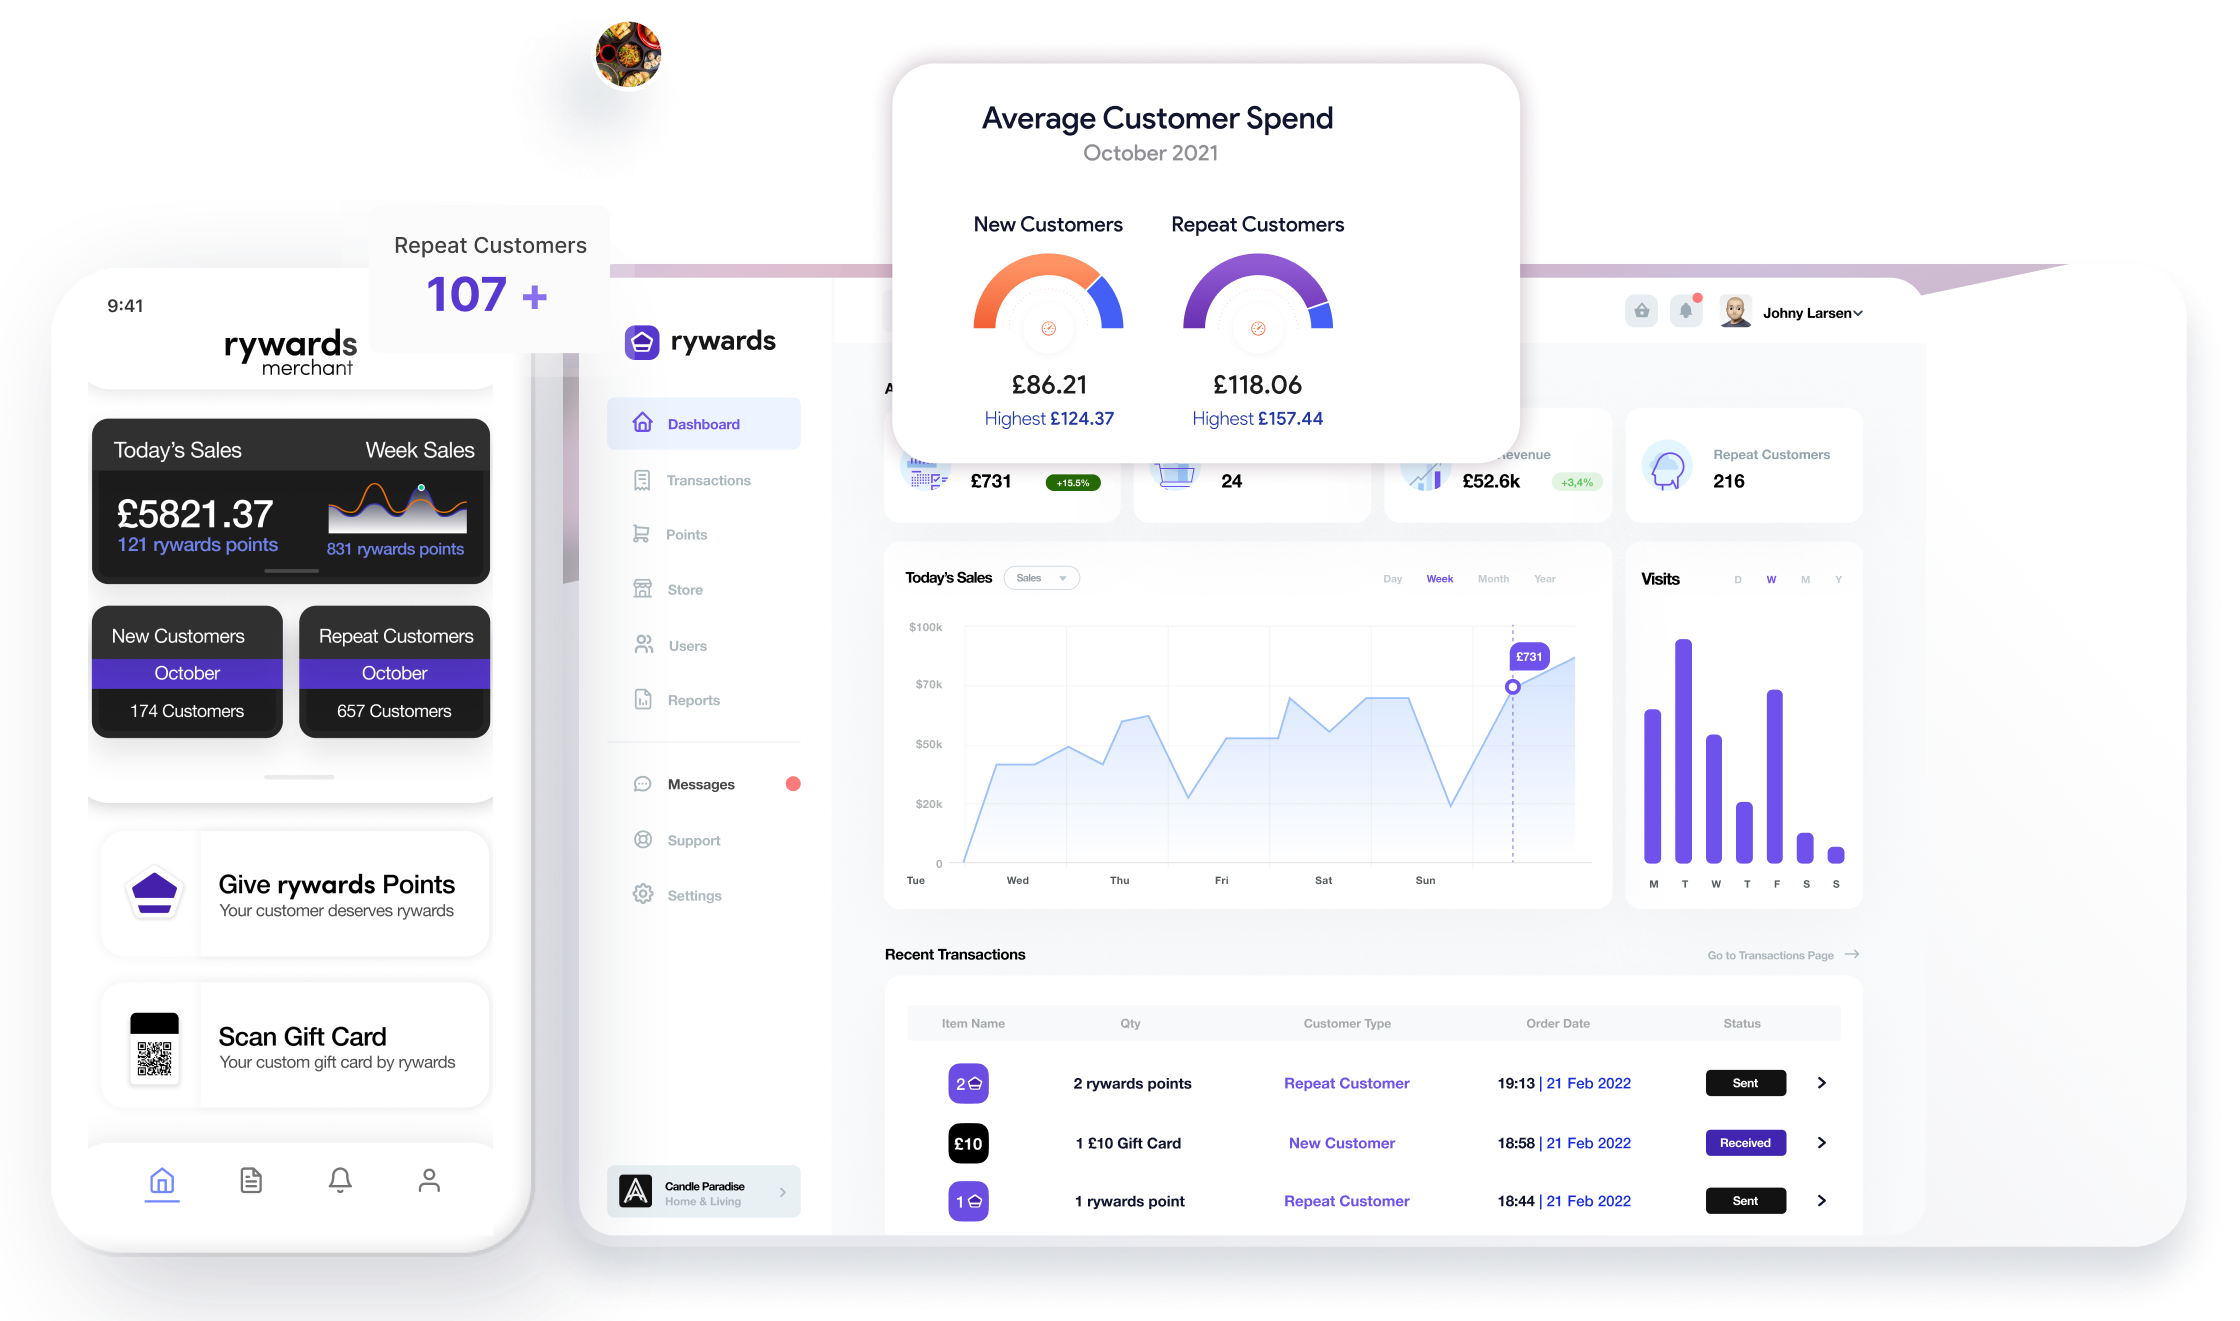 Average Customer Spend
October 2021
New Customers
Repeat Customers
£86.21
£118.06
Highest £124.37
Highest £157.44
Repeat Customers
107 +
9:41
rywards
merchant
Today's Sales
Week Sales
£5821.37
121 rywards points
831 rywards points
New Customers
October
174 Customers
Repeat Customers
October
657 Customers
Give rywards Points
Your customer deserves rywards
Scan Gift Card
Your custom gift card by rywards
rywards
Dashboard
Transactions
Points
Store
Users
Reports
Messages
Support
Settings
Candle Paradise
Home & Living
Johny Larsen
£731
+15.5%
24
£52.6k
+3,4%
Repeat Customers
216
Today's Sales
Sales
Day Week Month Year
$100k
$70k
$50k
$20k
0
£731
Tue Wed Thu Fri Sat Sun
Visits
D W M Y
M T W T F S S
Recent Transactions
Go to Transactions Page
Item Name Qty Customer Type Order Date Status
2 2 rywards points Repeat Customer 19:13 | 21 Feb 2022 Sent
£10 1 £10 Gift Card New Customer 18:58 | 21 Feb 2022 Received
1 1 rywards point Repeat Customer 18:44 | 21 Feb 2022 Sent